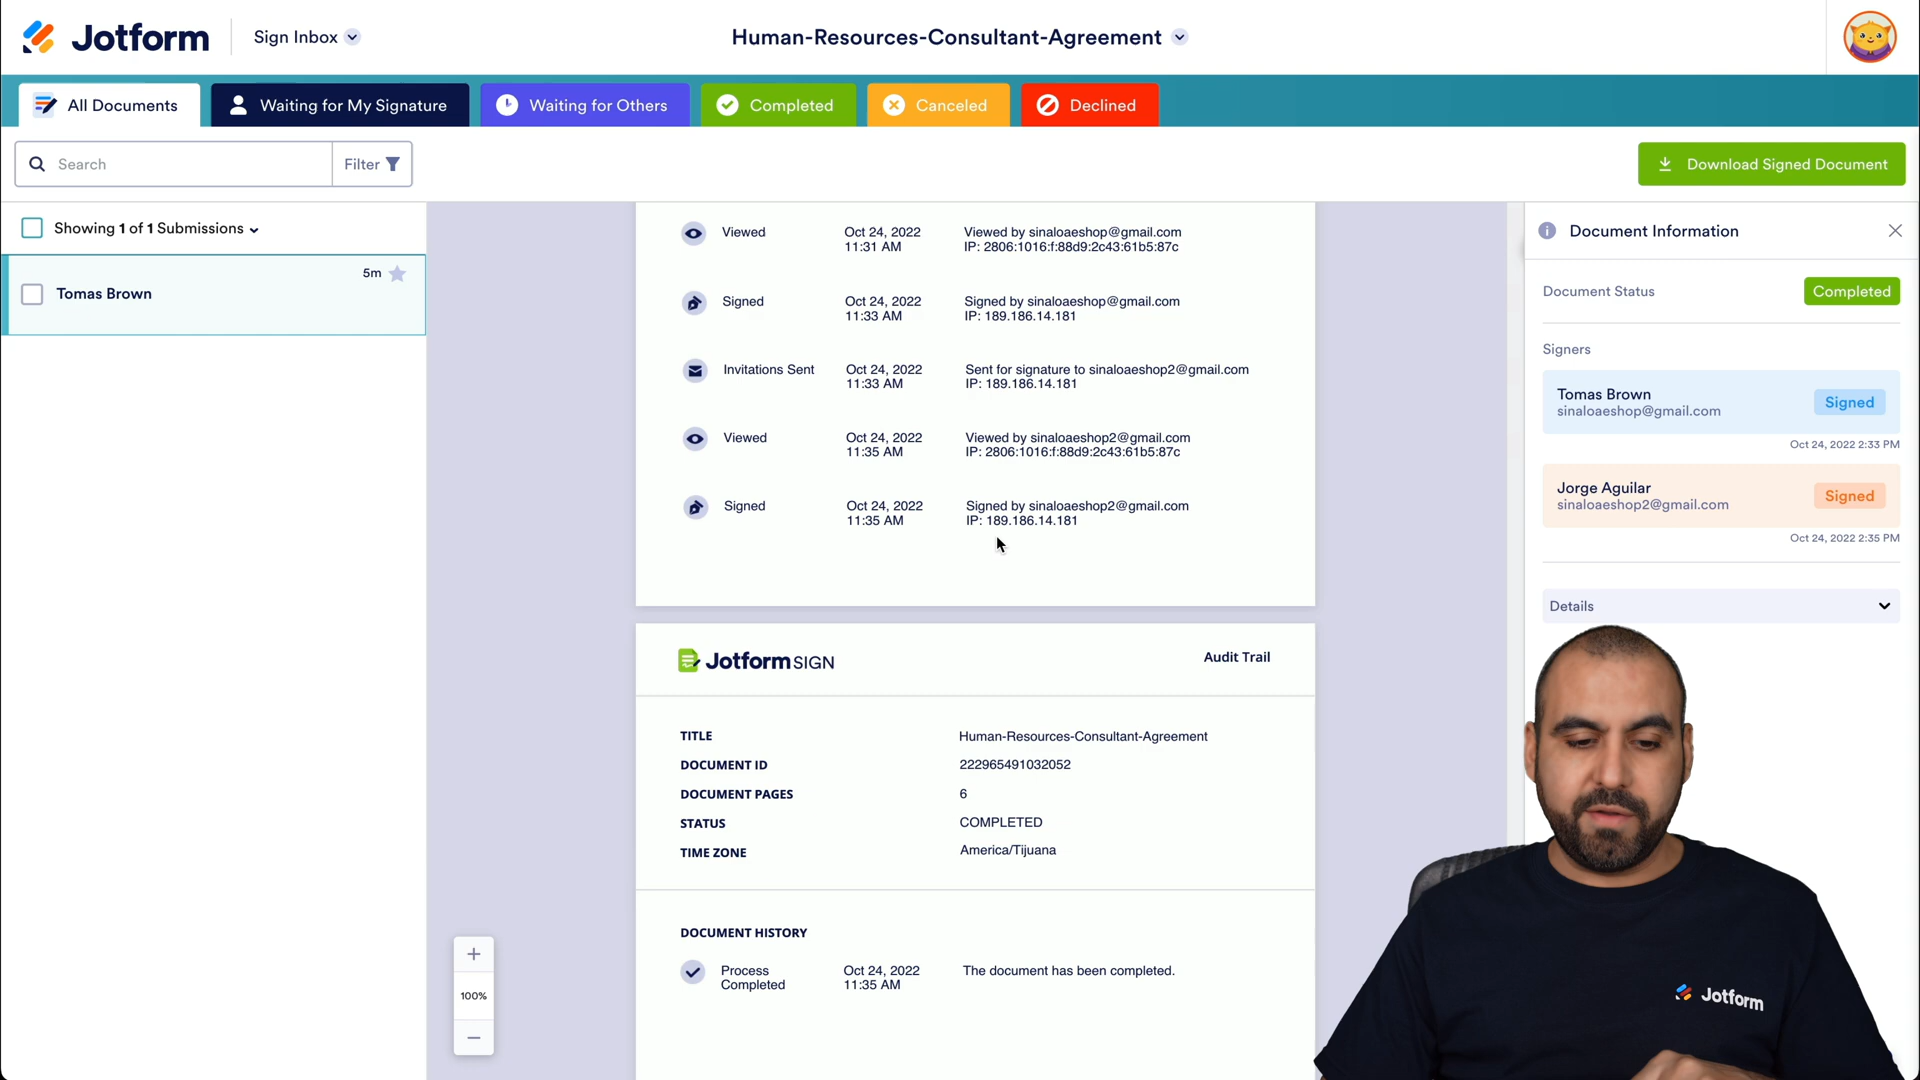 Jotform
Sign Inbox
Human-Resources-Consultant-Agreement
All Documents
Waiting for My Signature
Waiting for Others
Completed
Canceled
Declined
Search
Filter
Download Signed Document
Showing 1 of 1 Submissions
5m
Tomas Brown
Viewed
Oct 24, 2022
11:31 AM
Viewed by sinaloaeshop@gmail.com
IP: 2806:1016:f:88d9:2c43:61b5:87c
Signed
Oct 24, 2022
11:33 AM
Signed by sinaloaeshop@gmail.com
IP: 189.186.14.181
Invitations Sent
Oct 24, 2022
11:33 AM
Sent for signature to sinaloaeshop2@gmail.com
IP: 189.186.14.181
Viewed
Oct 24, 2022
11:35 AM
Viewed by sinaloaeshop2@gmail.com
IP: 2806:1016:f:88d9:2c43:61b5:87c
Signed
Oct 24, 2022
11:35 AM
Signed by sinaloaeshop2@gmail.com
IP: 189.186.14.181
Jotform SIGN
Audit Trail
TITLE
Human-Resources-Consultant-Agreement
DOCUMENT ID
222965491032052
DOCUMENT PAGES
6
STATUS
COMPLETED
TIME ZONE
America/Tijuana
DOCUMENT HISTORY
Process
Completed
Oct 24, 2022
11:35 AM
The document has been completed.
+
100%
−
Document Information
Document Status
Completed
Signers
Tomas Brown
sinaloaeshop@gmail.com
Signed
Oct 24, 2022 2:33 PM
Jorge Aguilar
sinaloaeshop2@gmail.com
Signed
Oct 24, 2022 2:35 PM
Details
Jotform